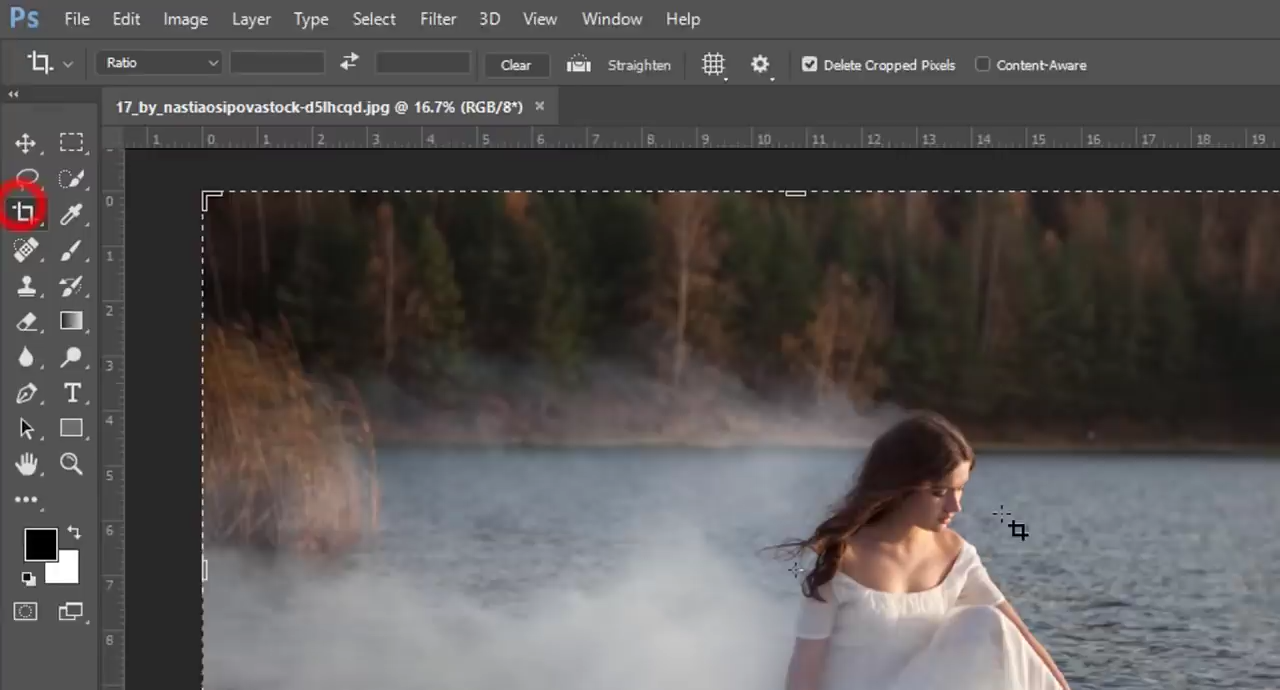 Ps File Edit Image Layer Type Select Filter 3D View Window Help
Ratio Clear Straighten Delete Cropped Pixels Content-Aware
17_by_nastiaosipovastock-d5lhcqd.jpg @ 16.7% (RGB/8*) ×
1 0 1 2 3 4 5 6 7 8 9 10 11 12 13 14 15 16 17 18 19
0
1
2
3
4
5
6
7
8
T